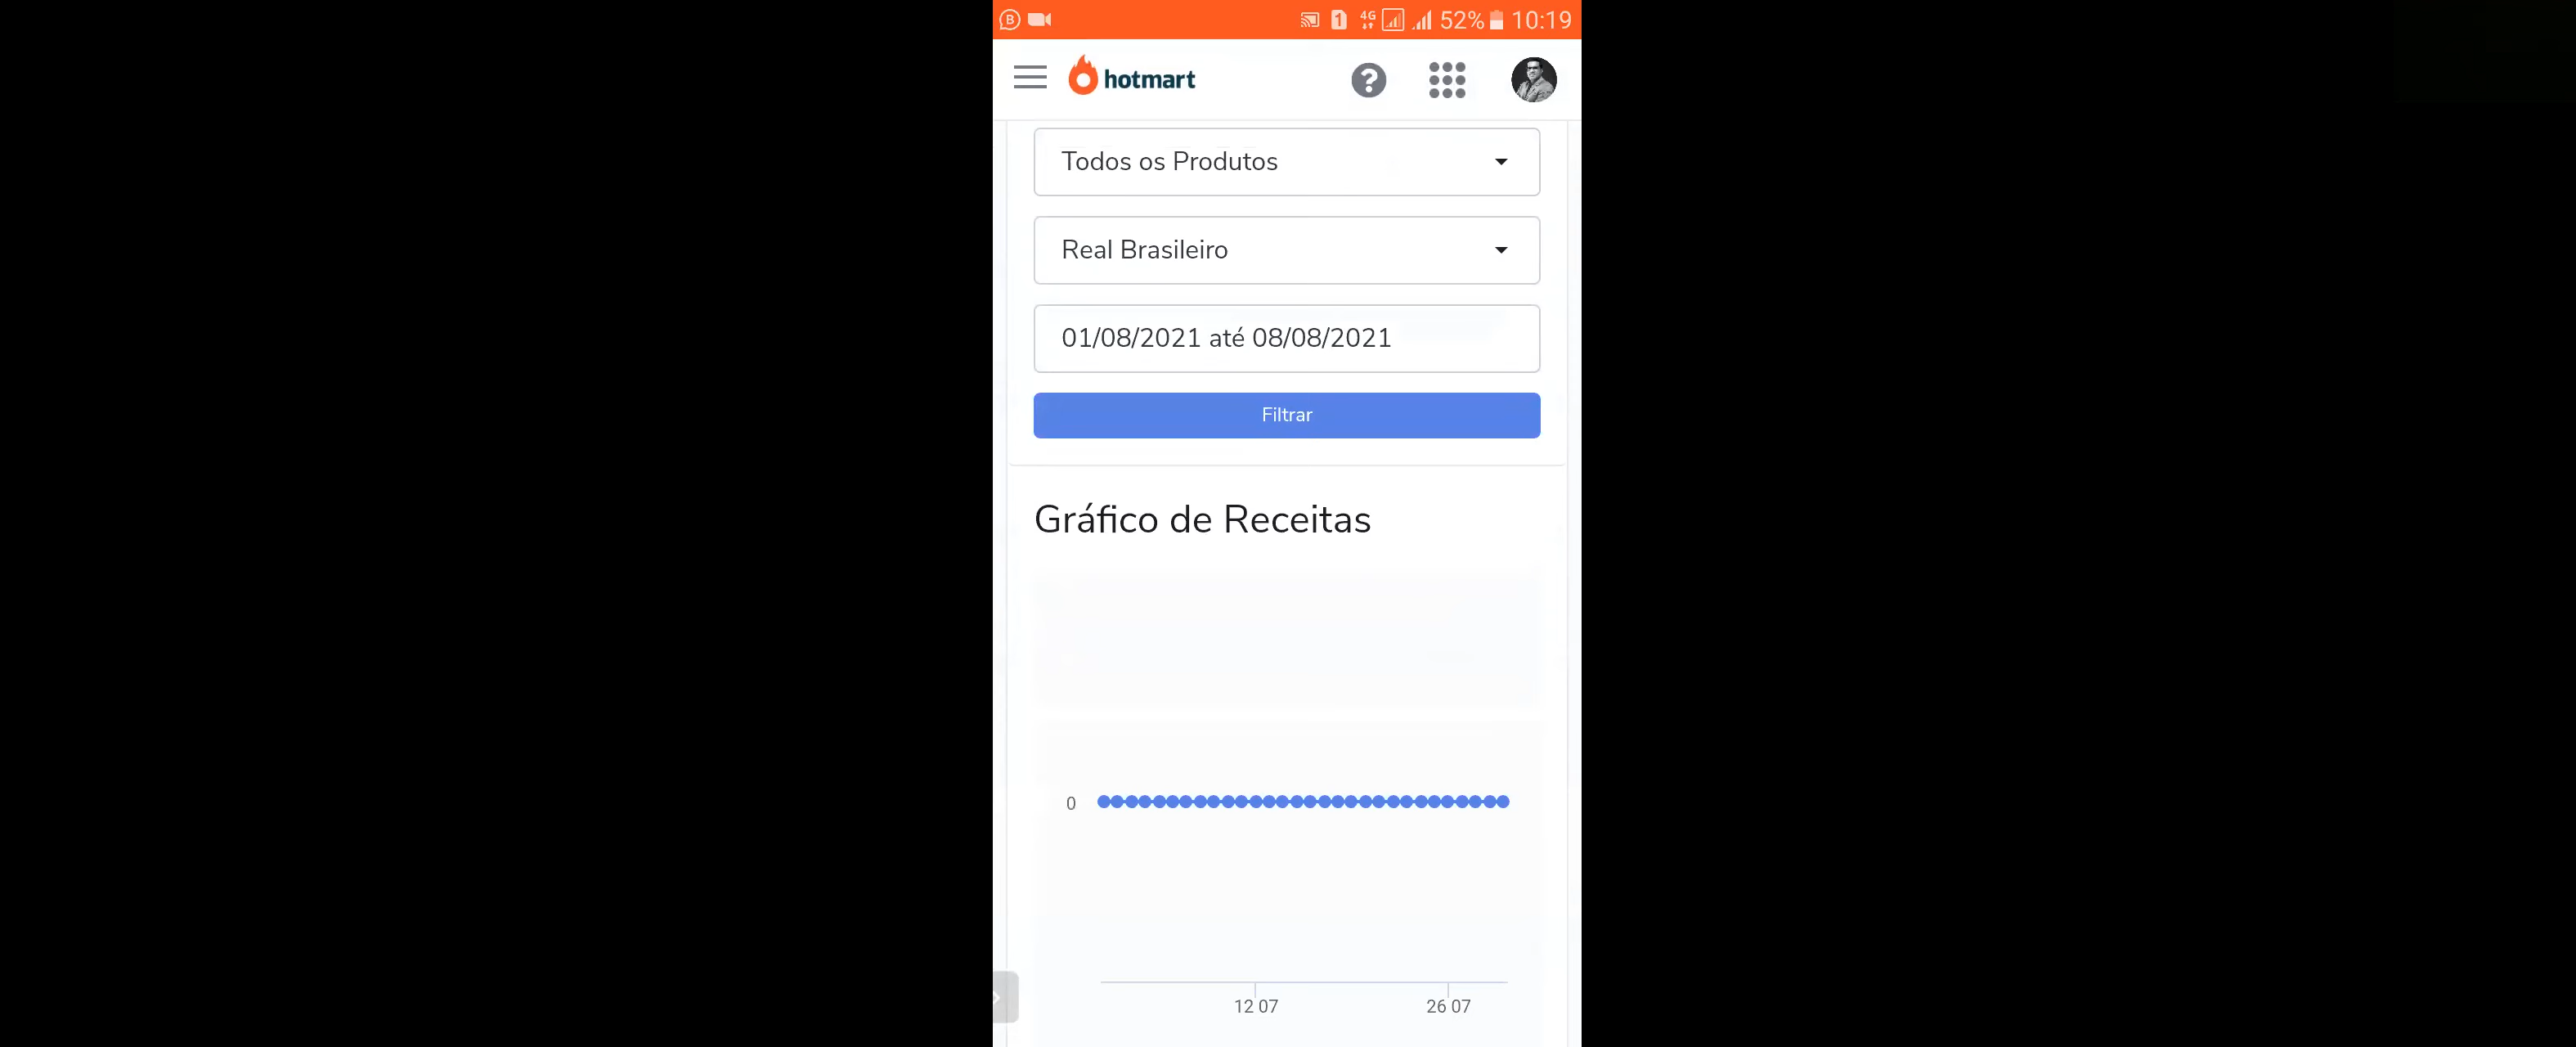 4G 52% 10:19
hotmart
Todos os Produtos
Real Brasileiro
01/08/2021 até 08/08/2021
Filtrar
Gráfico de Receitas
0
12 07 26 07